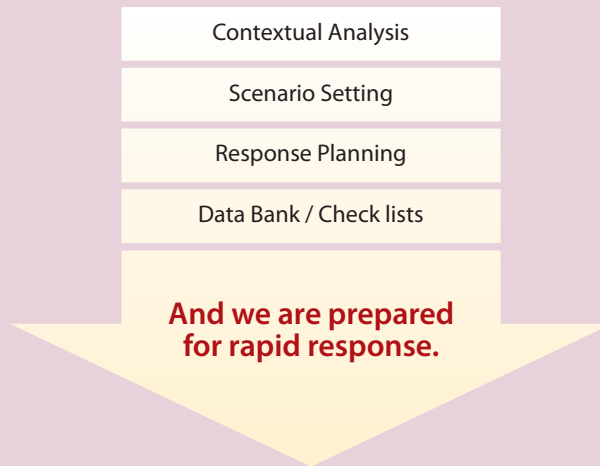 Contextual Analysis
Scenario Setting
Response Planning
Data Bank / Check lists
And we are prepared
for rapid response.